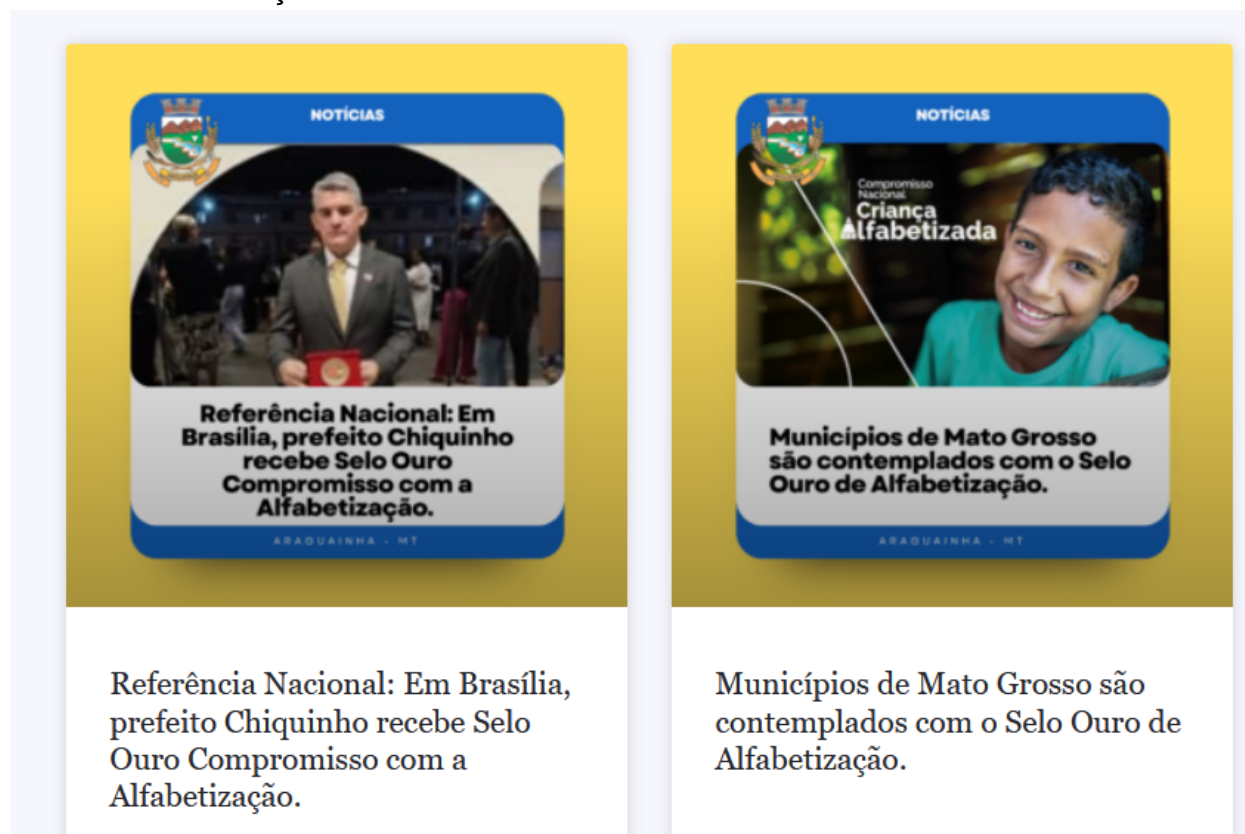 NOTÍCIAS
Referência Nacional: Em
Brasília, prefeito Chiquinho
recebe Selo Ouro
Compromisso com a
Alfabetização.
ARAGUAINHA - MT
Referência Nacional: Em Brasília,
prefeito Chiquinho recebe Selo
Ouro Compromisso com a
Alfabetização.
NOTÍCIAS
Compromisso
Nacional
Criança
Alfabetizada
Municípios de Mato Grosso
são contemplados com o Selo
Ouro de Alfabetização.
ARAGUAINHA - MT
Municípios de Mato Grosso são
contemplados com o Selo Ouro de
Alfabetização.